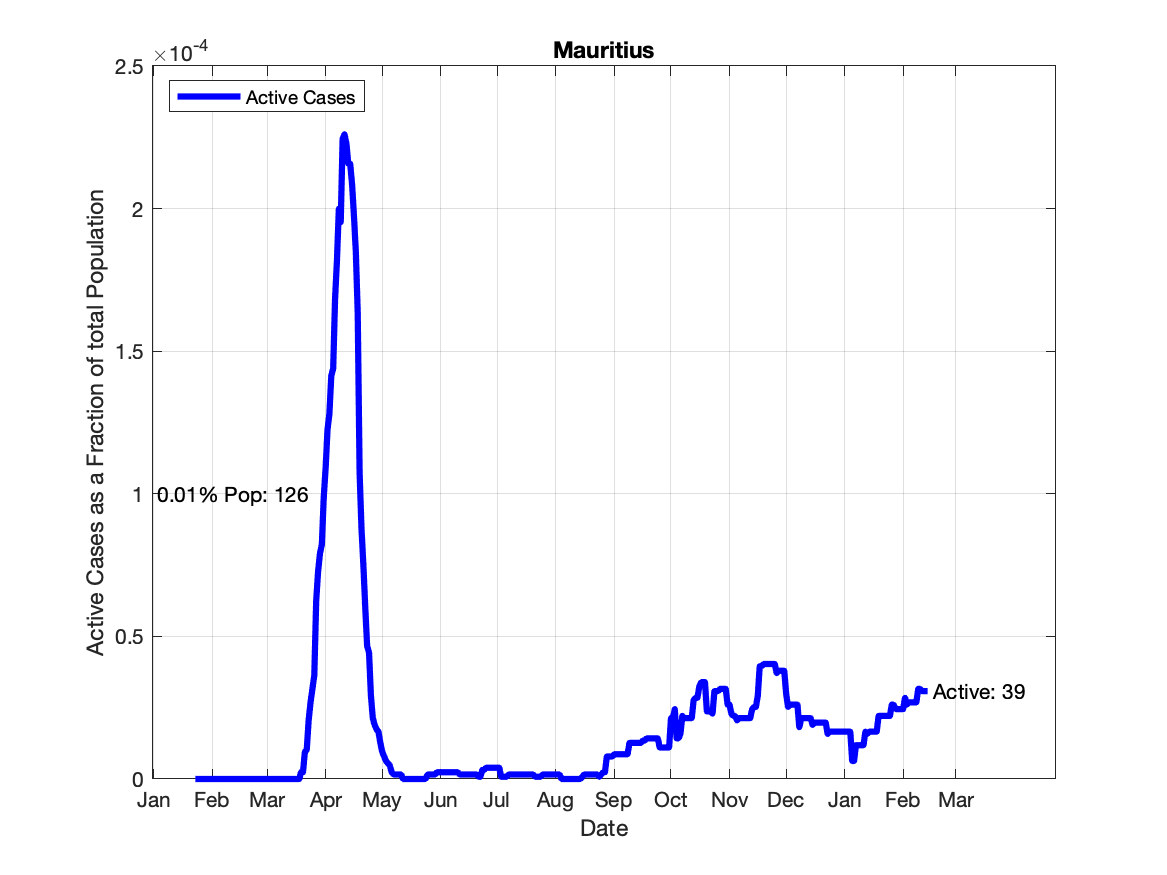 Mauritius
×10⁻⁴
Active Cases
2.5
2
1.5
1
0.5
0
Active Cases as a Fraction of total Population
0.01% Pop: 126
Active: 39
Jan Feb Mar Apr May Jun Jul Aug Sep Oct Nov Dec Jan Feb Mar
Date